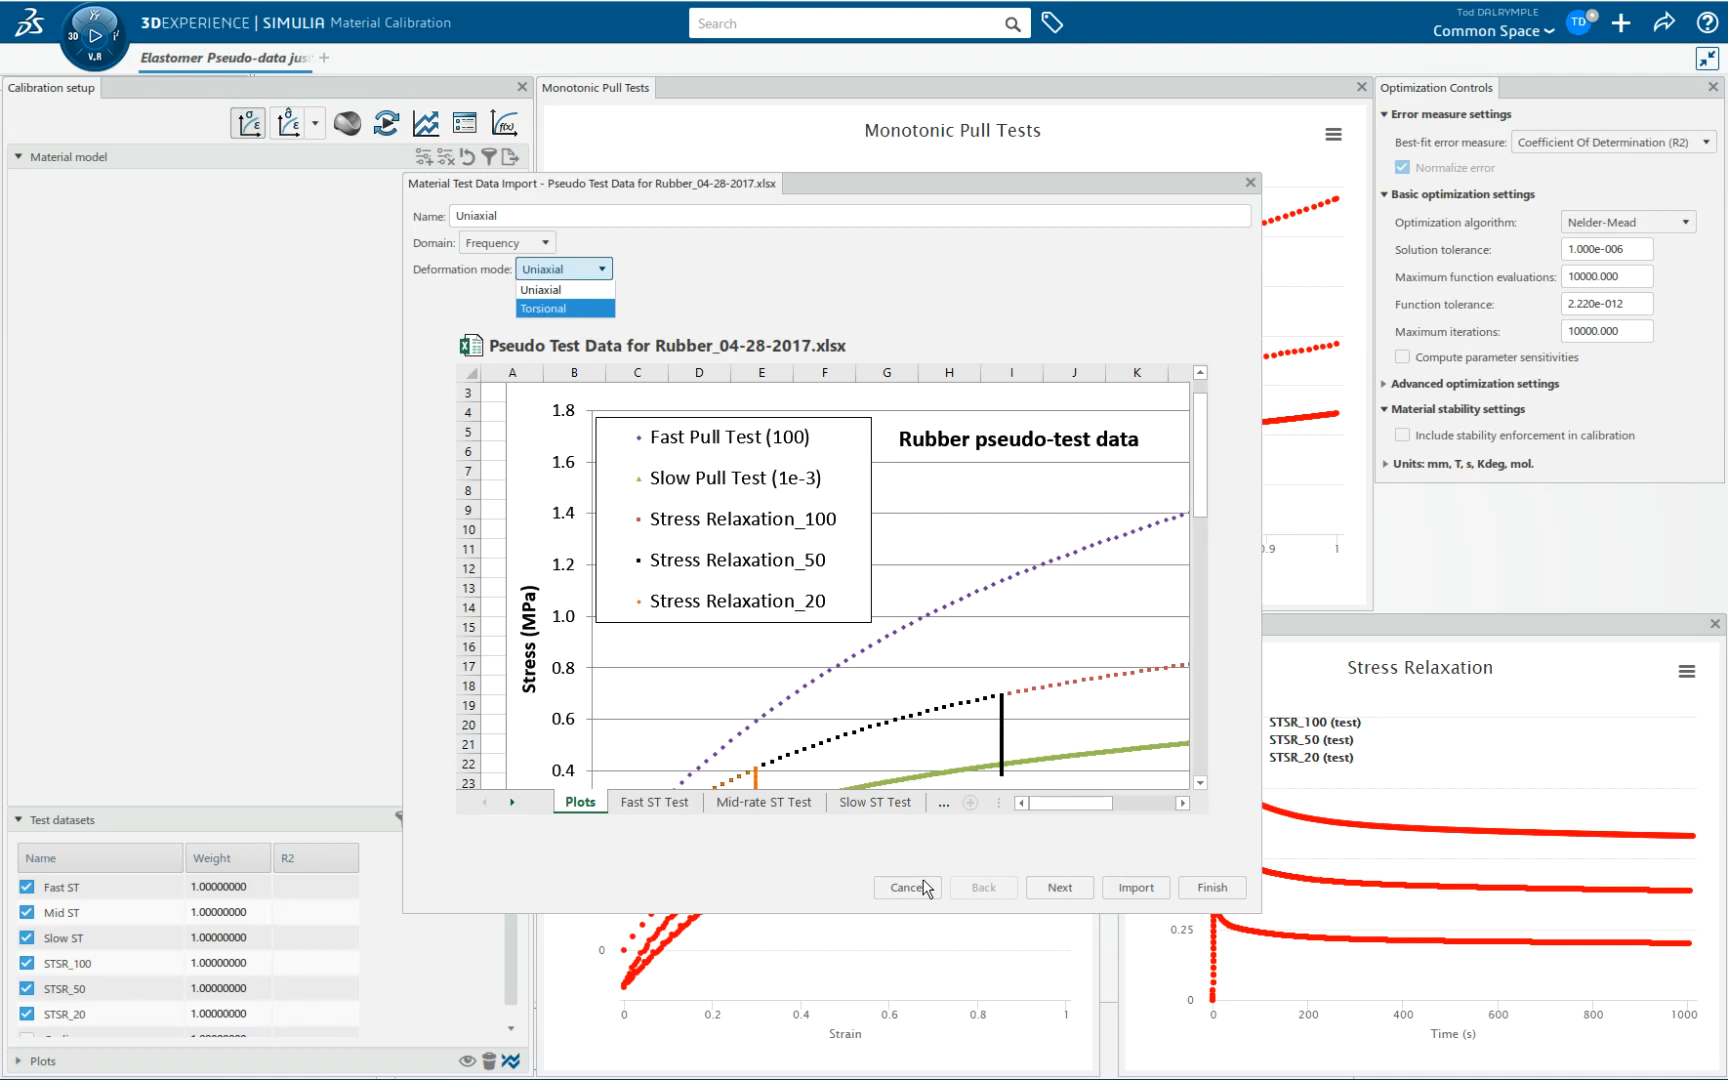 3DEXPERIENCE | SIMULIA Material Calibration
Search
Tod DALRYMPLE
Common Space
TD
3D
V.R
Elastomer Pseudo-data jus
Calibration setup
Material model
Monotonic Pull Tests
Monotonic Pull Tests
0.9
1
Material Test Data Import - Pseudo Test Data for Rubber_04-28-2017.xlsx
Name: Uniaxial
Domain: Frequency
Deformation mode: Uniaxial
Uniaxial
Torsional
Pseudo Test Data for Rubber_04-28-2017.xlsx
A B C D E F G H I J K
3
4
5
6
7
8
9
10
11
12
13
14
15
16
17
18
19
20
21
22
23
1.8
1.6
1.4
1.2
1.0
0.8
0.6
0.4
Stress (MPa)
Fast Pull Test (100)
Slow Pull Test (1e-3)
Stress Relaxation_100
Stress Relaxation_50
Stress Relaxation_20
Rubber pseudo-test data
Plots Fast ST Test Mid-rate ST Test Slow ST Test ...
Cancel Back Next Import Finish
Optimization Controls
Error measure settings
Best-fit error measure: Coefficient Of Determination (R2)
Normalize error
Basic optimization settings
Optimization algorithm: Nelder-Mead
Solution tolerance: 1.000e-006
Maximum function evaluations: 10000.000
Function tolerance: 2.220e-012
Maximum iterations: 10000.000
Compute parameter sensitivities
Advanced optimization settings
Material stability settings
Include stability enforcement in calibration
Units: mm, T, s, Kdeg, mol.
Test datasets
Name Weight R2
Fast ST 1.00000000
Mid ST 1.00000000
Slow ST 1.00000000
STSR_100 1.00000000
STSR_50 1.00000000
STSR_20 1.00000000
Plots
0
0 0.2 0.4 0.6 0.8 1
Strain
Stress Relaxation
STSR_100 (test)
STSR_50 (test)
STSR_20 (test)
0.25
0
0 200 400 600 800 1000
Time (s)